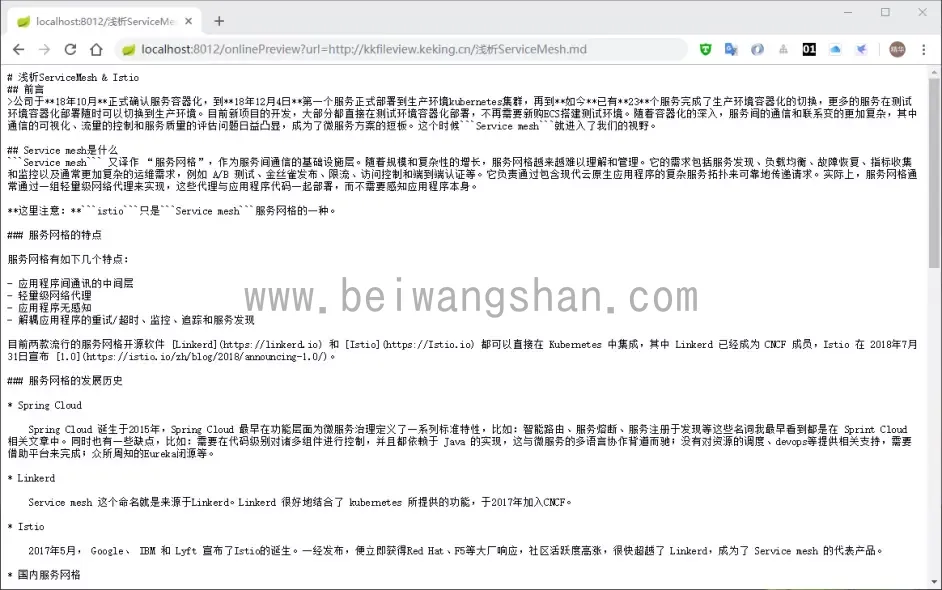 localhost:8012/浅析ServiceMe
localhost:8012/onlinePreview?url=http://kkfileview.keking.cn/浅析ServiceMesh.md
01
精华
# 浅析ServiceMesh & Istio
## 前言
>公司于**18年10月**正式确认服务容器化，到**18年12月4日**第一个服务正式部署到生产环境kubernetes集群，再到**如今**已有**23**个服务完成了生产环境容器化的切换，更多的服务在测试
环境容器化部署随时可以切换到生产环境。目前新项目的开发，大部分都直接在测试环境容器化部署，不再需要新购ECS搭建测试环境。随着容器化的深入，服务间的通信和联系变的更加复杂，其中
通信的可视化、流量的控制和服务质量的评估问题日益凸显，成为了微服务方案的短板。这个时候```Service mesh```就进入了我们的视野。
## Service mesh是什么
```Service mesh``` 又译作 “服务网格”，作为服务间通信的基础设施层。随着规模和复杂性的增长，服务网格越来越难以理解和管理。它的需求包括服务发现、负载均衡、故障恢复、指标收集
和监控以及通常更加复杂的运维需求，例如 A/B 测试、金丝雀发布、限流、访问控制和端到端认证等。它负责通过包含现代云原生应用程序的复杂服务拓扑来可靠地传递请求。实际上，服务网格通
常通过一组轻量级网络代理来实现，这些代理与应用程序代码一起部署，而不需要感知应用程序本身。
**这里注意：**```istio```只是```Service mesh```服务网格的一种。
### 服务网格的特点
服务网格有如下几个特点：
- 应用程序间通讯的中间层
- 轻量级网络代理
- 应用程序无感知
- 解耦应用程序的重试/超时、监控、追踪和服务发现
www.beiwangshan.com
目前两款流行的服务网格开源软件 [Linkerd](https://linkerd.io) 和 [Istio](https://Istio.io) 都可以直接在 Kubernetes 中集成，其中 Linkerd 已经成为 CNCF 成员，Istio 在 2018年7月
31日宣布 [1.0](https://istio.io/zh/blog/2018/announcing-1.0/)。
### 服务网格的发展历史
* Spring Cloud
Spring Cloud 诞生于2015年，Spring Cloud 最早在功能层面为微服务治理定义了一系列标准特性，比如：智能路由、服务熔断、服务注册于发现等这些名词我最早看到都是在 Sprint Cloud
相关文章中。同时也有一些缺点，比如：需要在代码级别对诸多组件进行控制，并且都依赖于 Java 的实现，这与微服务的多语言协作背道而驰；没有对资源的调度、devops等提供相关支持，需要
借助平台来完成；众所周知的Eureka闭源等。
* Linkerd
Service mesh 这个命名就是来源于Linkerd。Linkerd 很好地结合了 kubernetes 所提供的功能，于2017年加入CNCF。
* Istio
2017年5月， Google、 IBM 和 Lyft 宣布了Istio的诞生。一经发布，便立即获得Red Hat、F5等大厂响应，社区活跃度高涨，很快超越了 Linkerd，成为了 Service mesh 的代表产品。
* 国内服务网格